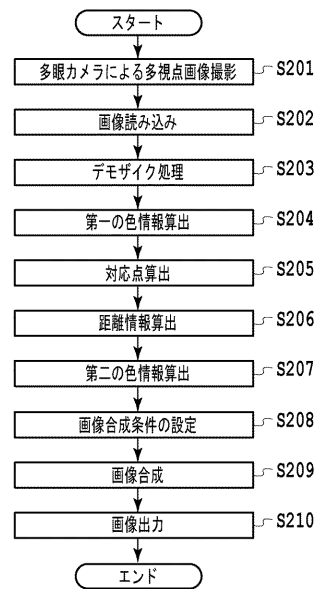 スタート
多眼カメラによる多視点画像撮影 S201
画像読み込み S202
デモザイク処理 S203
第一の色情報算出 S204
対応点算出 S205
距離情報算出 S206
第二の色情報算出 S207
画像合成条件の設定 S208
画像合成 S209
画像出力 S210
エンド